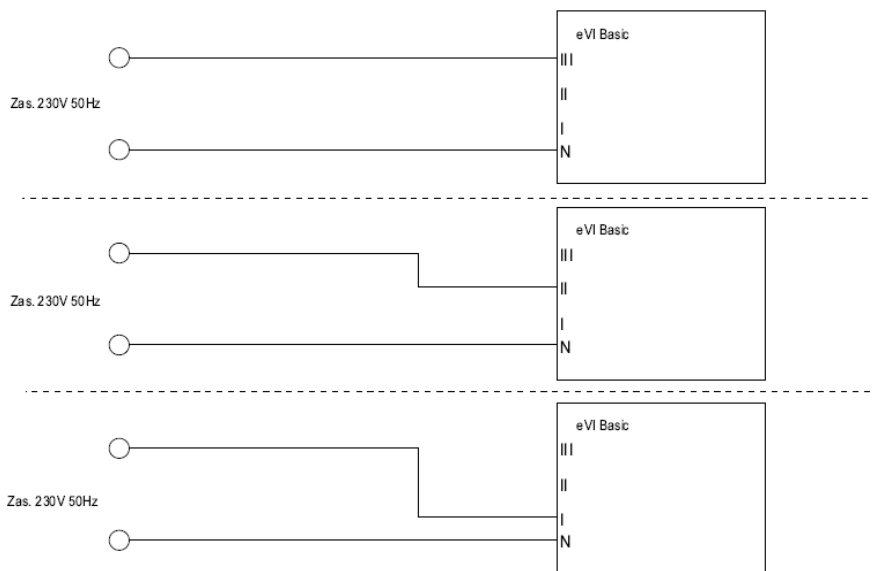 eVI Basic
III
Zas. 230V 50Hz
II
I
N
eVI Basic
III
Zas. 230V 50Hz
II
I
N
eVI Basic
III
Zas. 230V 50Hz
II
I
N